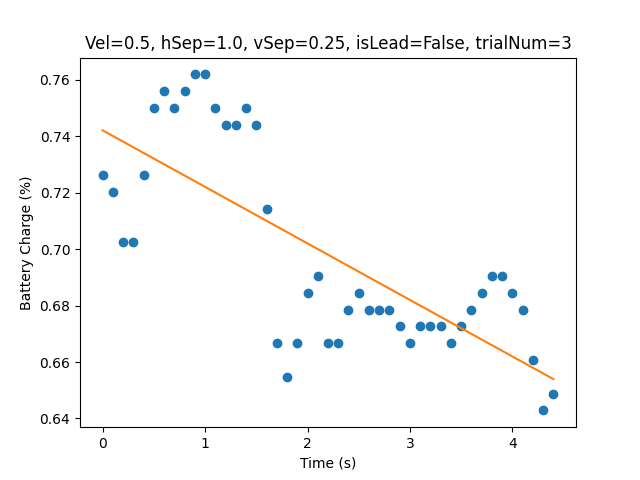 Vel=0.5, hSep=1.0, vSep=0.25, isLead=False, trialNum=3
0.76
0.74
0.72
0.70
0.68
0.66
0.64
Battery Charge (%)
0 1 2 3 4
Time (s)